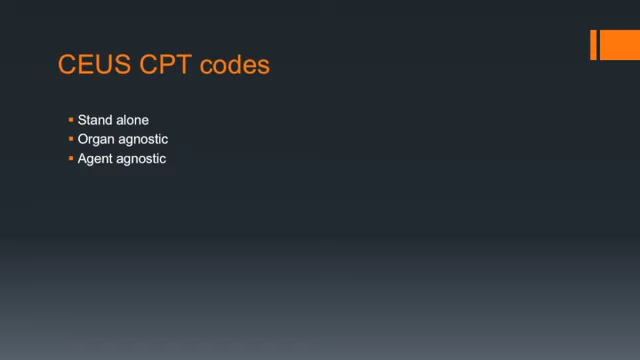 CEUS CPT codes
Stand alone
Organ agnostic
Agent agnostic